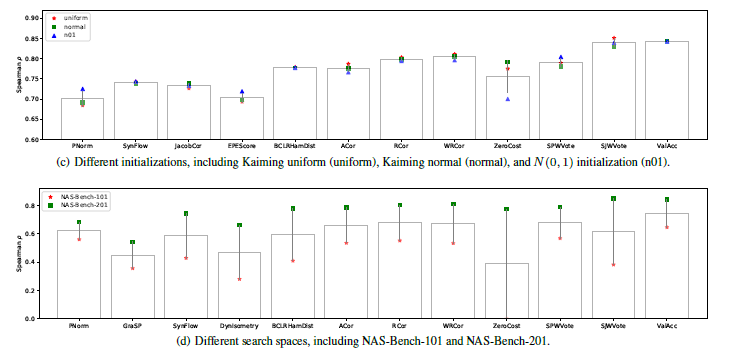 0.90
0.85
0.80
0.75
0.70
0.65
0.60
Spearman ρ
uniform
normal
n01
PNorm SynFlow JacobCor EPEScore BCLRHamDist ACor RCor WRCor ZeroCost SPWVote SJWVote ValAcc
(c) Different initializations, including Kaiming uniform (uniform), Kaiming normal (normal), and N(0, 1) initialization (n01).
0.8
0.6
0.4
0.2
0.0
Spearman ρ
NAS-Bench-101
NAS-Bench-201
PNorm GraSP SynFlow DynIsometry BCLRHamDist ACor RCor WRCor ZeroCost SPWVote SJWVote ValAcc
(d) Different search spaces, including NAS-Bench-101 and NAS-Bench-201.